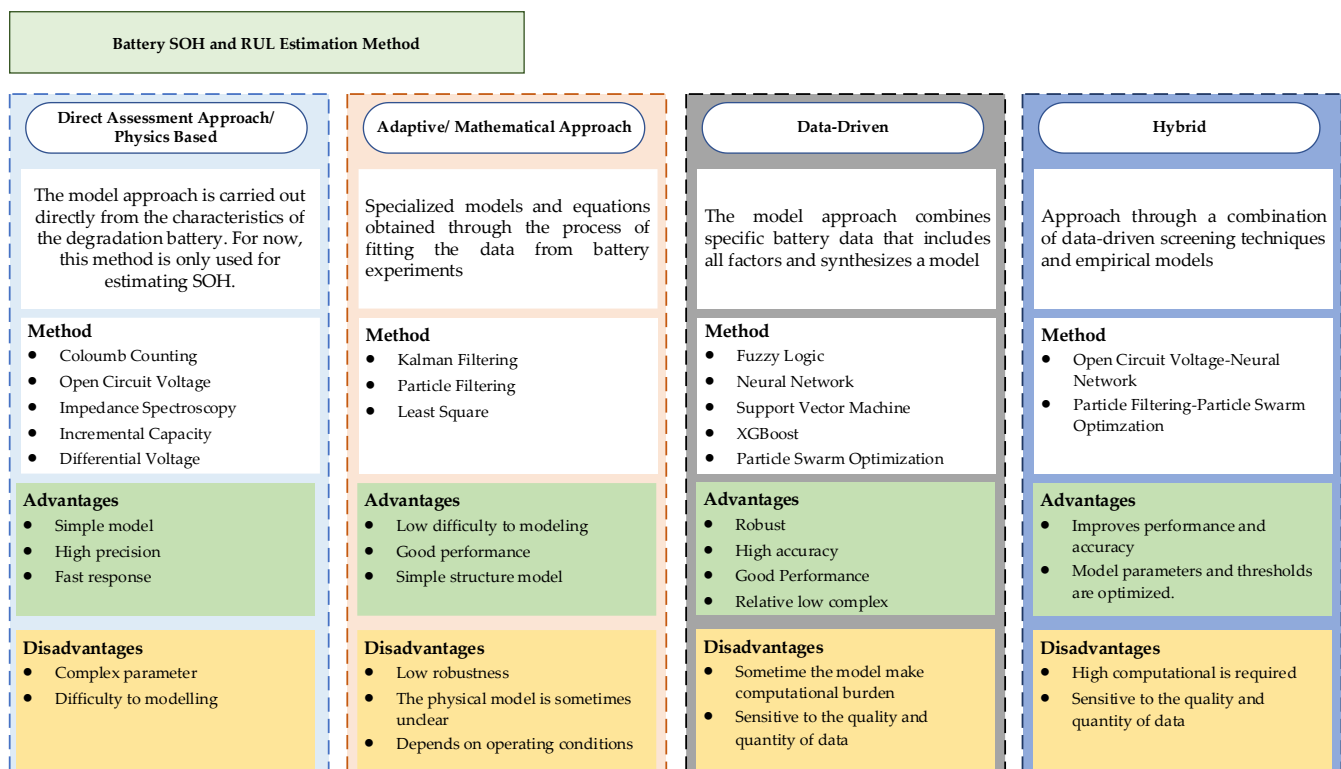 Battery SOH and RUL Estimation Method
Direct Assessment Approach/
Physics Based
The model approach is carried out
directly from the characteristics of
the degradation battery. For now,
this method is only used for
estimating SOH.
Method
● Coloumb Counting
● Open Circuit Voltage
● Impedance Spectroscopy
● Incremental Capacity
● Differential Voltage
Advantages
● Simple model
● High precision
● Fast response
Disadvantages
● Complex parameter
● Difficulty to modelling
Adaptive/ Mathematical Approach
Specialized models and equations
obtained through the process of
fitting the data from battery
experiments
Method
● Kalman Filtering
● Particle Filtering
● Least Square
Advantages
● Low difficulty to modeling
● Good performance
● Simple structure model
Disadvantages
● Low robustness
● The physical model is sometimes
unclear
● Depends on operating conditions
Data-Driven
The model approach combines
specific battery data that includes
all factors and synthesizes a model
Method
● Fuzzy Logic
● Neural Network
● Support Vector Machine
● XGBoost
● Particle Swarm Optimization
Advantages
● Robust
● High accuracy
● Good Performance
● Relative low complex
Disadvantages
● Sometime the model make
computational burden
● Sensitive to the quality and
quantity of data
Hybrid
Approach through a combination
of data-driven screening techniques
and empirical models
Method
● Open Circuit Voltage-Neural
Network
● Particle Filtering-Particle Swarm
Optimzation
Advantages
● Improves performance and
accuracy
● Model parameters and thresholds
are optimized.
Disadvantages
● High computational is required
● Sensitive to the quality and
quantity of data